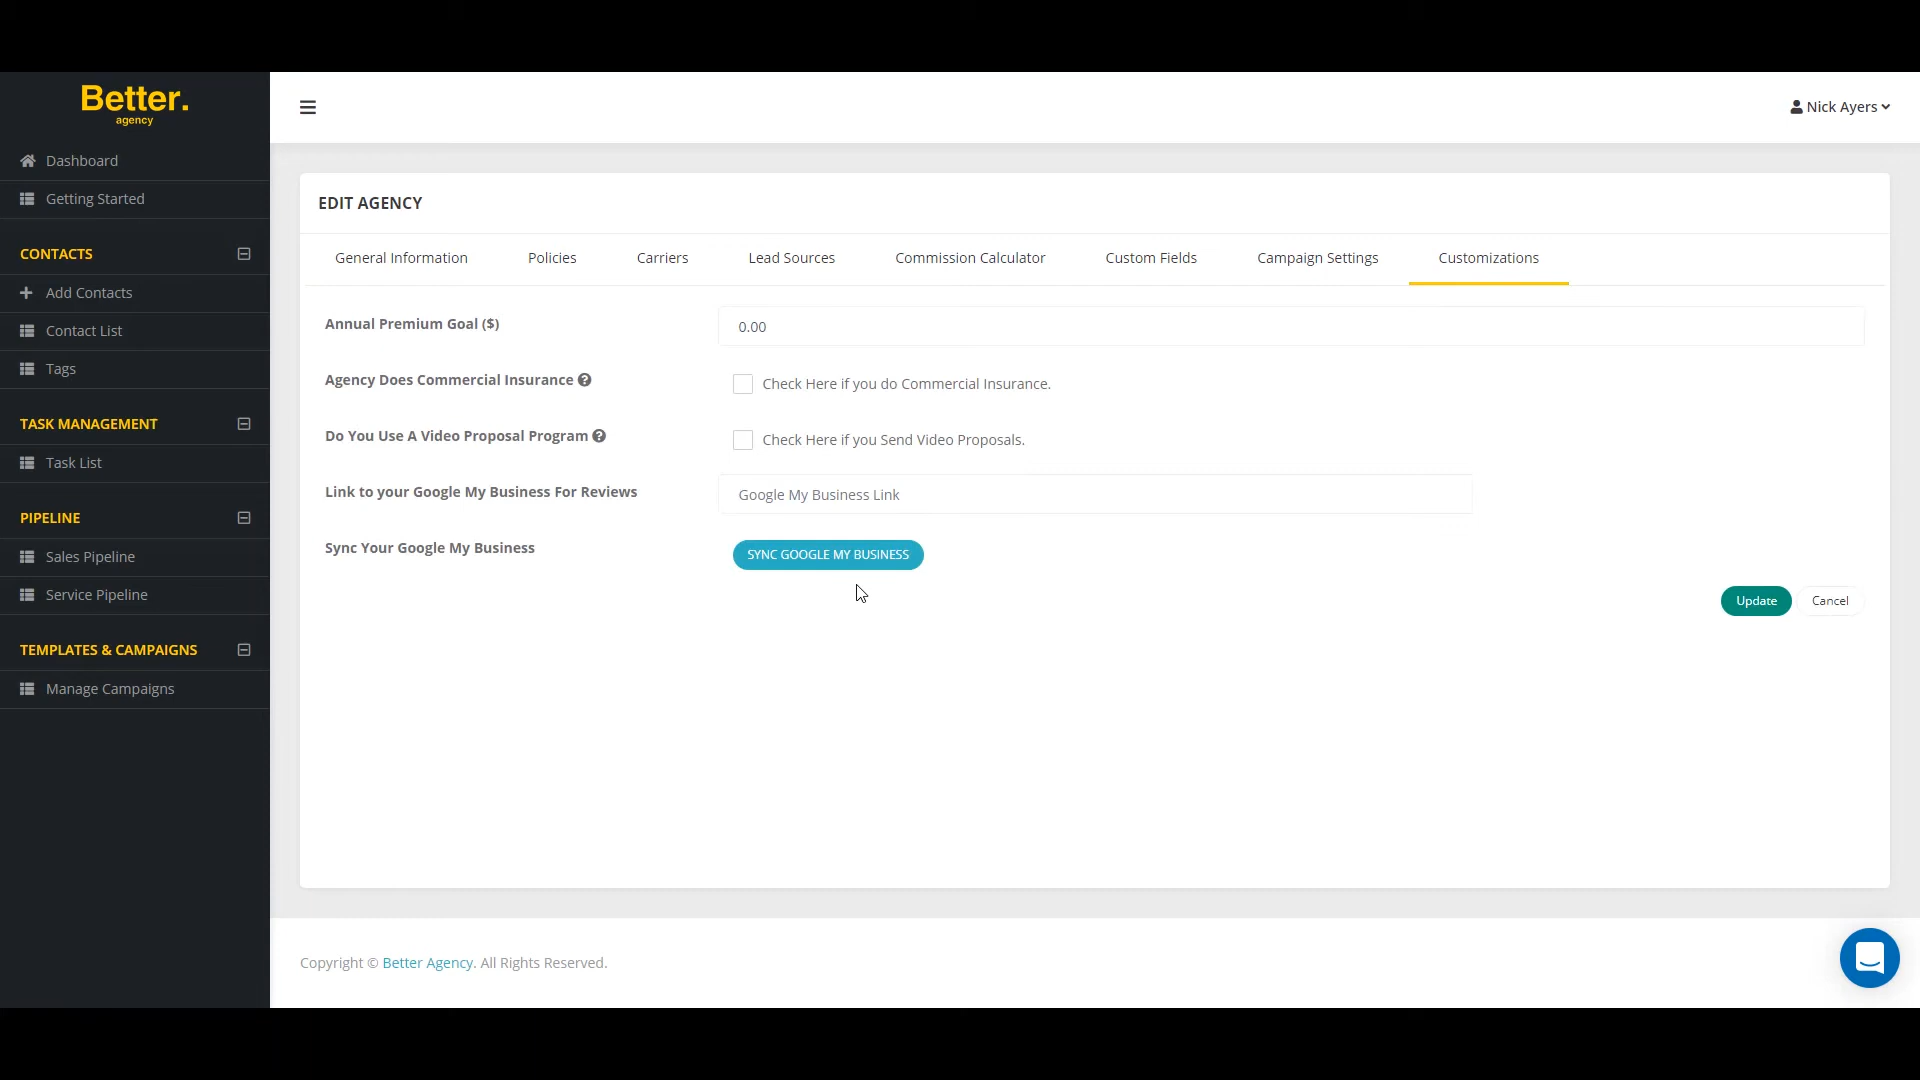 Better.
agency
Nick Ayers
Dashboard
Getting Started
CONTACTS
Add Contacts
Contact List
Tags
TASK MANAGEMENT
Task List
PIPELINE
Sales Pipeline
Service Pipeline
TEMPLATES & CAMPAIGNS
Manage Campaigns
EDIT AGENCY
General Information Policies Carriers Lead Sources Commission Calculator Custom Fields Campaign Settings Customizations
Annual Premium Goal ($) 0.00
Agency Does Commercial Insurance ? Check Here if you do Commercial Insurance.
Do You Use A Video Proposal Program ? Check Here if you Send Video Proposals.
Link to your Google My Business For Reviews Google My Business Link
Sync Your Google My Business SYNC GOOGLE MY BUSINESS
Update Cancel
Copyright © Better Agency. All Rights Reserved.